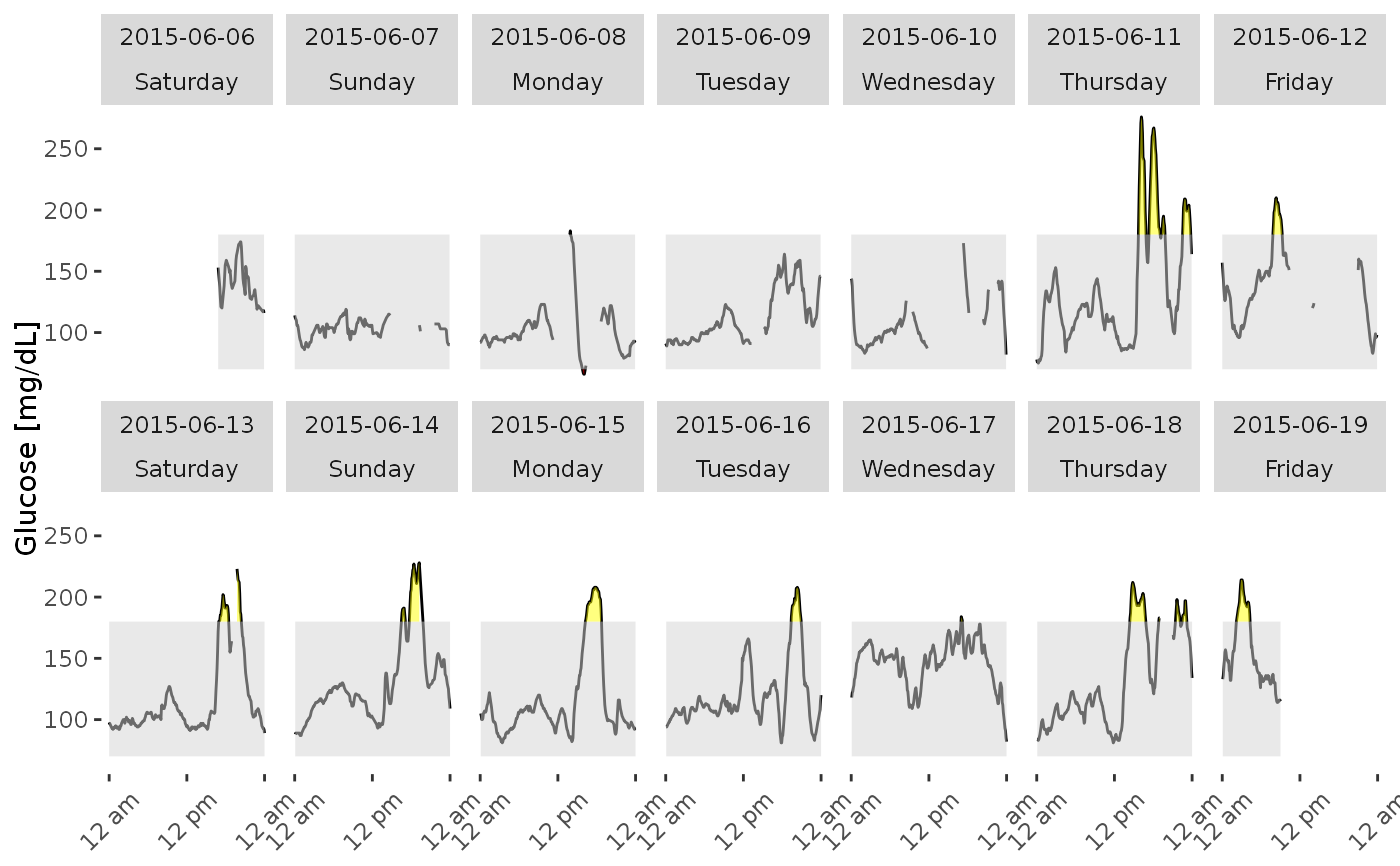 2015-06-06 2015-06-07 2015-06-08 2015-06-09 2015-06-10 2015-06-11 2015-06-12
Saturday Sunday Monday Tuesday Wednesday Thursday Friday
250
200
150
100
Glucose [mg/dL]
2015-06-13 2015-06-14 2015-06-15 2015-06-16 2015-06-17 2015-06-18 2015-06-19
Saturday Sunday Monday Tuesday Wednesday Thursday Friday
250
200
150
100
12 am 12 pm 12 am 12 am 12 pm 12 am 12 am 12 pm 12 am 12 am 12 pm 12 am 12 am 12 pm 12 am 12 am 12 pm 12 am 12 am 12 pm 12 a